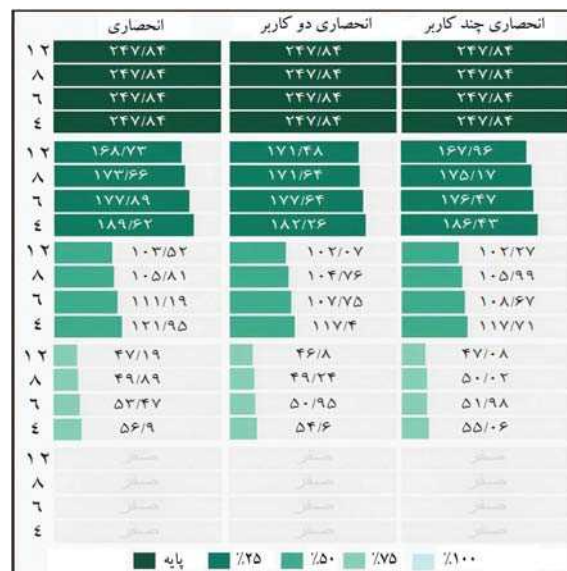 انحصاری چند کاربر انحصاری دو کاربر انحصاری
۱۲ ۲۴۷/۸۴ ۲۴۷/۸۴ ۲۴۷/۸۴
۸ ۲۴۷/۸۴ ۲۴۷/۸۴ ۲۴۷/۸۴
۶ ۲۴۷/۸۴ ۲۴۷/۸۴ ۲۴۷/۸۴
٤ ۲۴۷/۸۴ ۲۴۷/۸۴ ۲۴۷/۸۴
۱۲ ۱۶۸/۷۳ ۱۷۱/۴۸ ۱۶۷/۹۶
۸ ۱۷۳/۶۶ ۱۷۱/۶۴ ۱۷۵/۱۷
۶ ۱۷۷/۸۹ ۱۷۷/۶۴ ۱۷۶/۴۷
٤ ۱۸۹/۶۲ ۱۸۲/۲۶ ۱۸۶/۴۳
۱۲ ۱۰۳/۵۲ ۱۰۲/۰۷ ۱۰۲/۲۷
۸ ۱۰۵/۸۱ ۱۰۴/۷۶ ۱۰۵/۹۹
۶ ۱۱۱/۱۹ ۱۰۷/۷۵ ۱۰۸/۶۷
٤ ۱۲۱/۹۵ ۱۱۷/۴ ۱۱۷/۷۱
۱۲ ۴۷/۱۹ ۴۶/۸ ۴۷/۰۸
۸ ۴۹/۸۹ ۴۹/۲۴ ۵۰/۰۲
۶ ۵۳/۴۷ ۵۰/۹۵ ۵۱/۹۸
٤ ۵۶/۹ ۵۴/۶ ۵۵/۰۶
۱۲ صفر صفر صفر
۸ صفر صفر صفر
۶ صفر صفر صفر
٤ صفر صفر صفر
پایه ٪۲۵ ٪۵۰ ٪۷۵ ٪۱۰۰